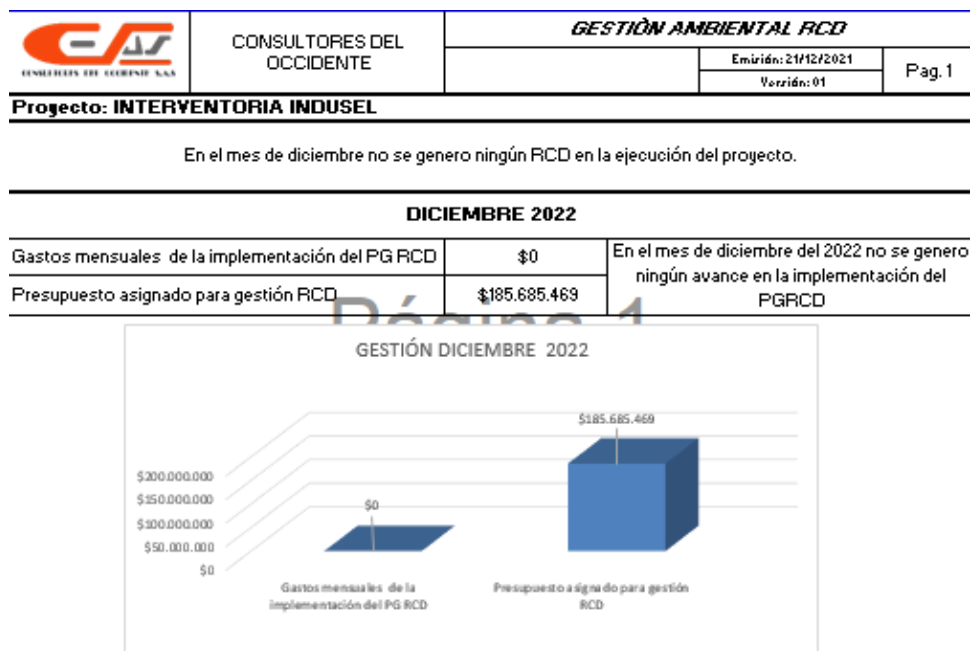 CAS
CONSULTORES DEL OCCIDENTE S.A.S
CONSULTORES DEL
OCCIDENTE
GESTIÒN AMBIENTAL RCD
Emisión: 21/12/2021
Versión: 01
Pag.1
Proyecto: INTERVENTORIA INDUSEL
En el mes de diciembre no se genero ningún RCD en la ejecución del proyecto.
DICIEMBRE 2022
Gastos mensuales de la implementación del PG RCD
$0
En el mes de diciembre del 2022 no se genero
ningún avance en la implementación del
PGRCD
Presupuesto asignado para gestión RCD
$185.685.469
Página 1
GESTIÓN DICIEMBRE 2022
$185.685.469
$200.000.000
$150.000.000
$100.000.000
$50.000.000
$0
$0
Gastos mensuales de la
implementación del PG RCD
Presupuesto asignado para gestión
RCD